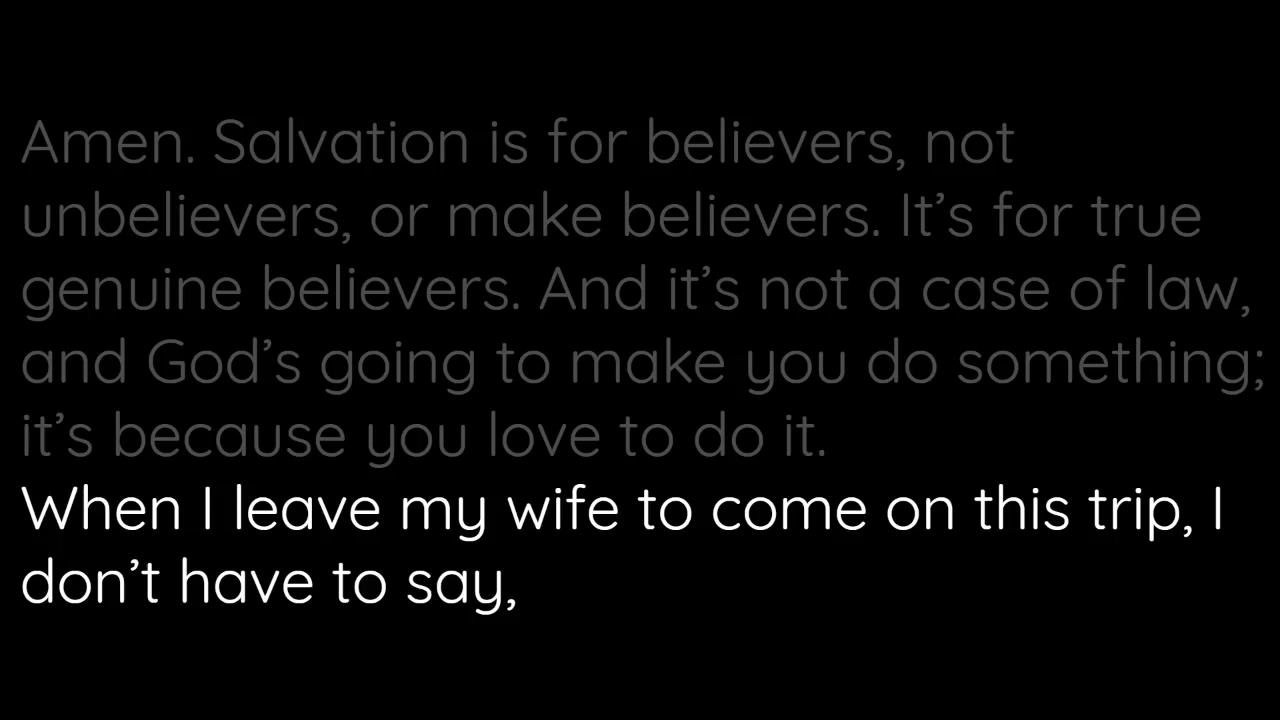 Amen. Salvation is for believers, not
unbelievers, or make believers. It’s for true
genuine believers. And it’s not a case of law,
and God’s going to make you do something;
it’s because you love to do it.
When I leave my wife to come on this trip, I
don’t have to say,